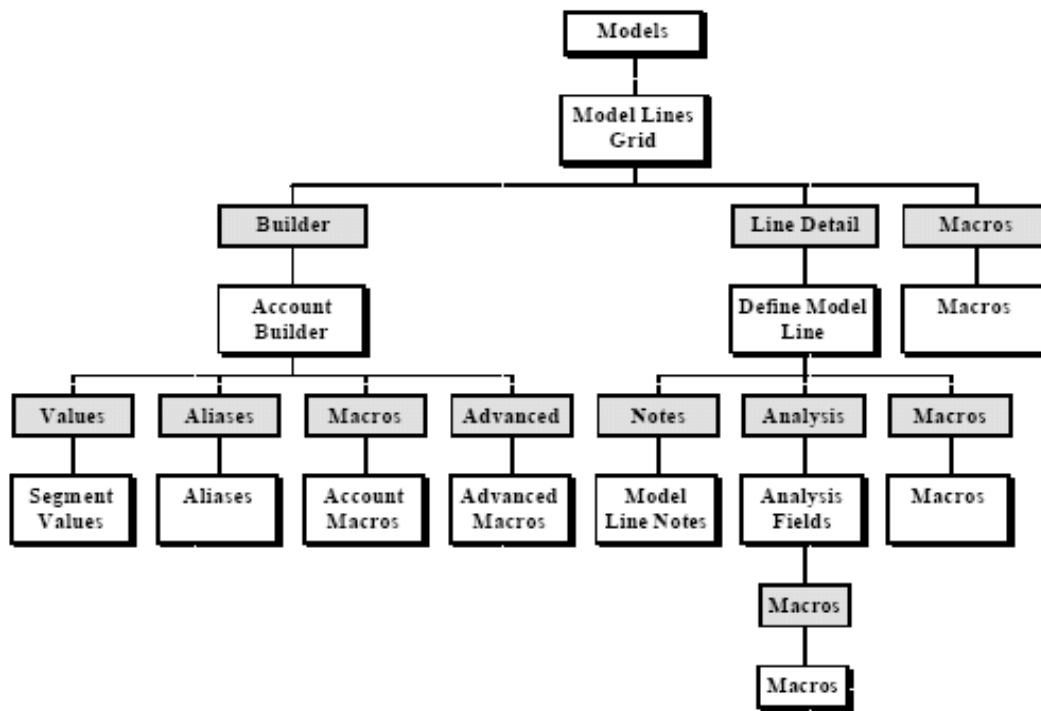 Models
Model Lines
Grid
Builder
Line Detail
Macros
Account
Builder
Define Model
Line
Macros
Values
Aliases
Macros
Advanced
Notes
Analysis
Macros
Segment
Values
Aliases
Account
Macros
Advanced
Macros
Model
Line Notes
Analysis
Fields
Macros
Macros
Macros